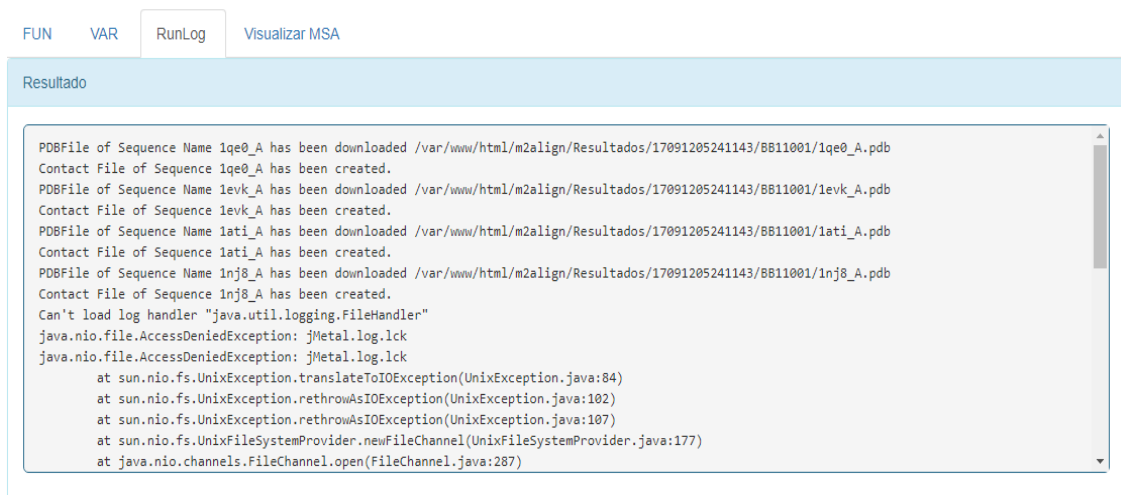 FUN VAR RunLog Visualizar MSA
Resultado
PDBFile of Sequence Name 1qe0_A has been downloaded /var/www/html/m2align/Resultados/17091205241143/BB11001/1qe0_A.pdb
Contact File of Sequence 1qe0_A has been created.
PDBFile of Sequence Name 1evk_A has been downloaded /var/www/html/m2align/Resultados/17091205241143/BB11001/1evk_A.pdb
Contact File of Sequence 1evk_A has been created.
PDBFile of Sequence Name 1ati_A has been downloaded /var/www/html/m2align/Resultados/17091205241143/BB11001/1ati_A.pdb
Contact File of Sequence 1ati_A has been created.
PDBFile of Sequence Name 1nj8_A has been downloaded /var/www/html/m2align/Resultados/17091205241143/BB11001/1nj8_A.pdb
Contact File of Sequence 1nj8_A has been created.
Can't load log handler "java.util.logging.FileHandler"
java.nio.file.AccessDeniedException: jMetal.log.lck
java.nio.file.AccessDeniedException: jMetal.log.lck
at sun.nio.fs.UnixException.translateToIOException(UnixException.java:84)
at sun.nio.fs.UnixException.rethrowAsIOException(UnixException.java:102)
at sun.nio.fs.UnixException.rethrowAsIOException(UnixException.java:107)
at sun.nio.fs.UnixFileSystemProvider.newFileChannel(UnixFileSystemProvider.java:177)
at java.nio.channels.FileChannel.open(FileChannel.java:287)